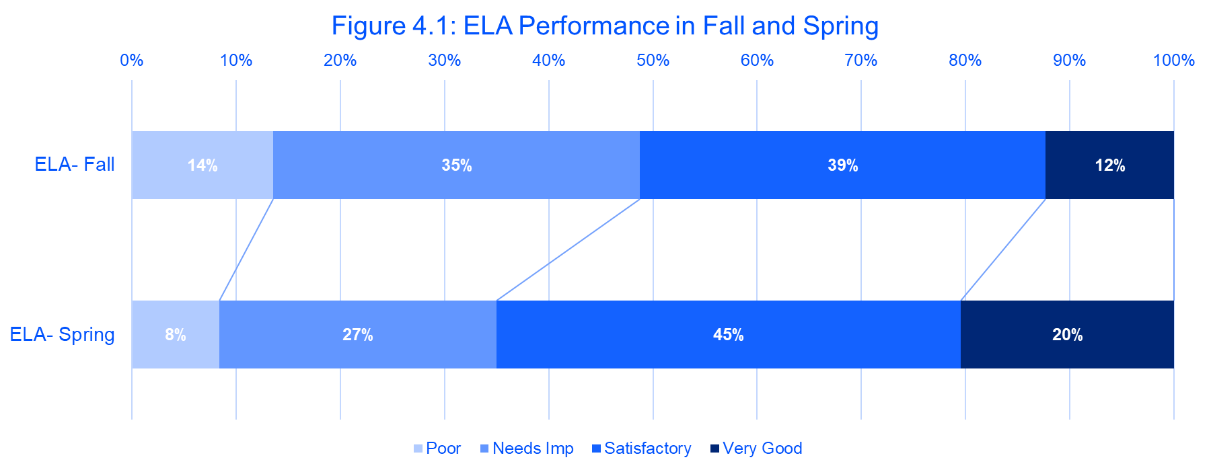 Figure 4.1: ELA Performance in Fall and Spring
0% 10% 20% 30% 40% 50% 60% 70% 80% 90% 100%
ELA- Fall 14% 35% 39% 12%
ELA- Spring 8% 27% 45% 20%
Poor Needs Imp Satisfactory Very Good